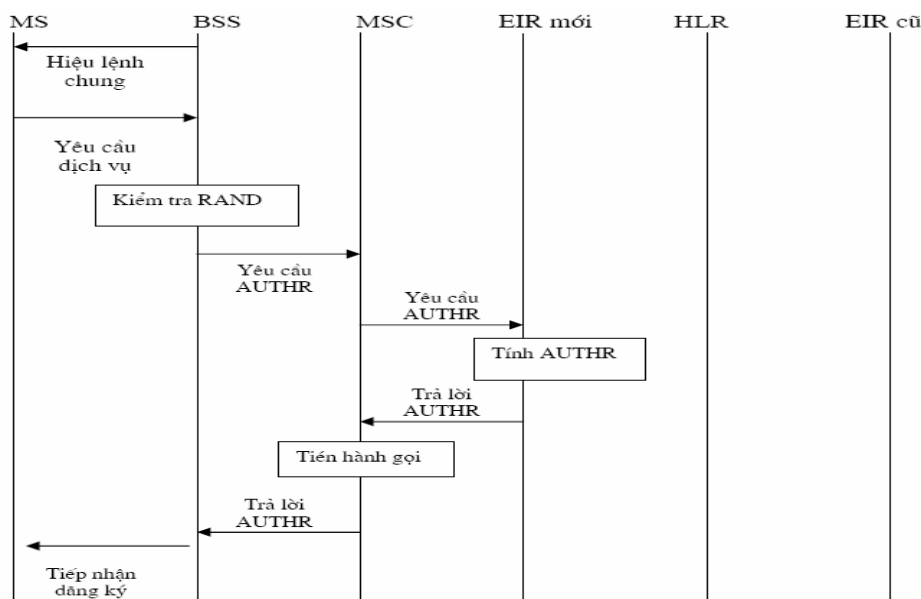 MS BSS MSC EIR mới HLR EIR cũ
Hiệu lệnh
chung
Yêu cầu
dịch vụ
Kiểm tra RAND
Yêu cầu
AUTHR
Yêu cầu
AUTHR
Tính AUTHR
Trả lời
AUTHR
Tiến hành gọi
Trả lời
AUTHR
Tiếp nhận
đăng ký